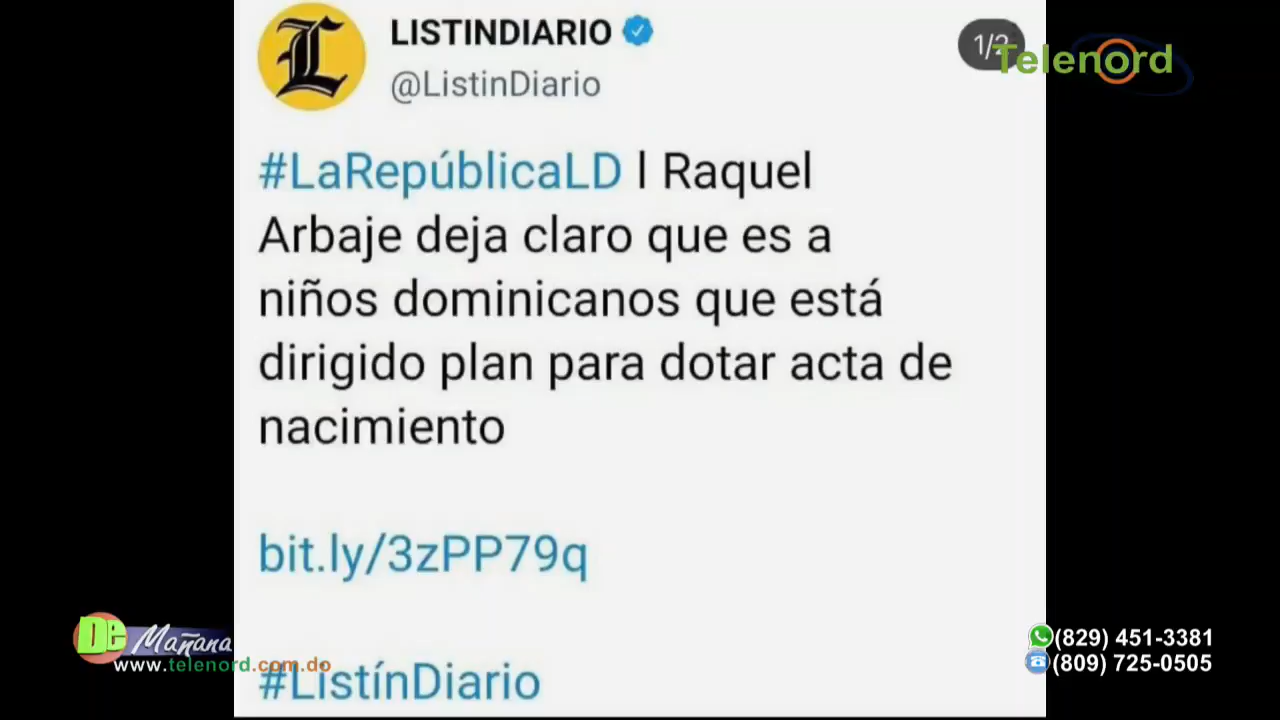 LISTINDIARIO
@ListinDiario
1/2
Telenord
#LaRepúblicaLD l Raquel
Arbaje deja claro que es a
niños dominicanos que está
dirigido plan para dotar acta de
nacimiento
bit.ly/3zPP79q
#ListínDiario
De Mañana
www.telenord.com.do
(829) 451-3381
(809) 725-0505